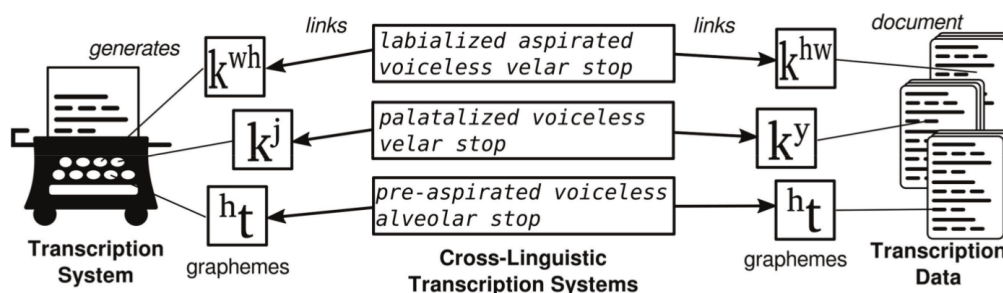 generates
links
links
document
kʷʰ
labialized aspirated
voiceless velar stop
kʰʷ
kʲ
palatalized voiceless
velar stop
kʸ
ʰt
pre-aspirated voiceless
alveolar stop
ʰt
Transcription
System
graphemes
Cross-Linguistic
Transcription Systems
graphemes
Transcription
Data